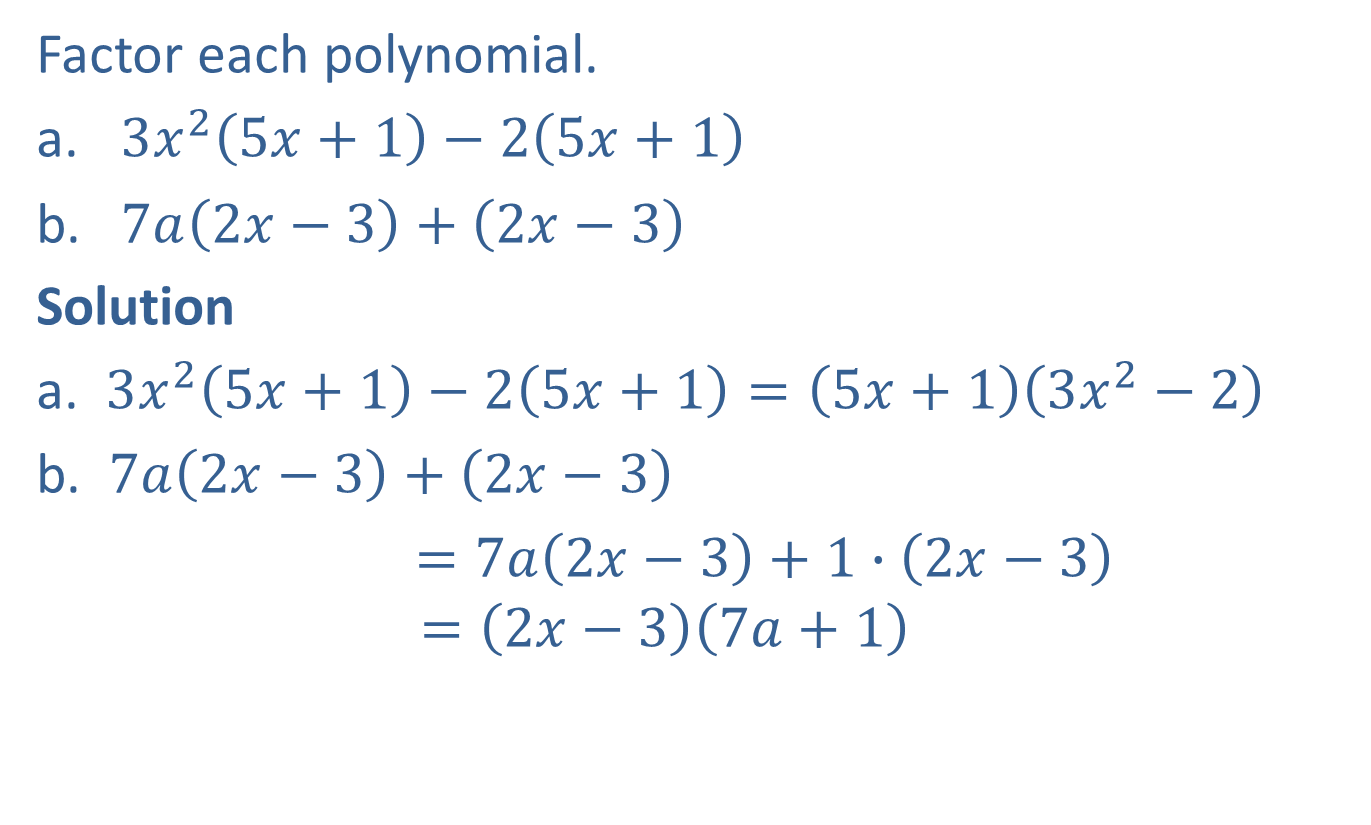 Factor each polynomial.
a. 3x²(5x + 1) − 2(5x + 1)
b. 7a(2x − 3) + (2x − 3)
Solution
a. 3x²(5x + 1) − 2(5x + 1) = (5x + 1)(3x² − 2)
b. 7a(2x − 3) + (2x − 3)
= 7a(2x − 3) + 1 · (2x − 3)
= (2x − 3)(7a + 1)